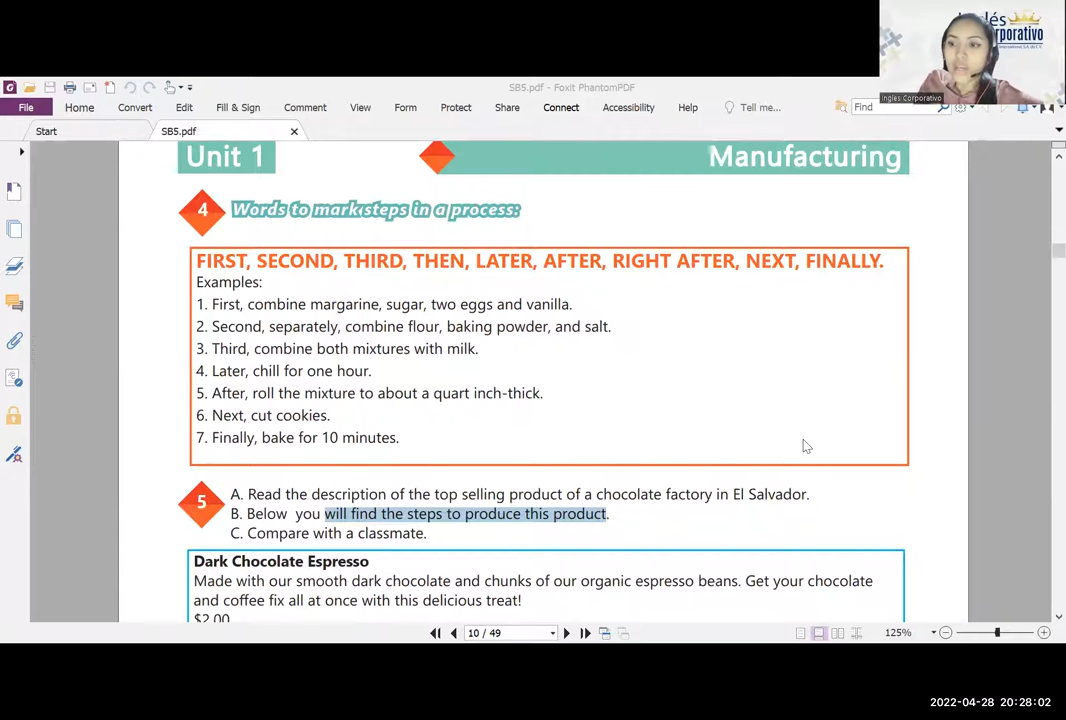 Inglés
Corporativo
International S.A. de C.V.
Inglés Corporativo
SB5.pdf - Foxit PhantomPDF
File Home Convert Edit Fill & Sign Comment View Form Protect Share Connect Accessibility Help Tell me... Find
Start SB5.pdf
Unit 1 Manufacturing
4 Words to mark steps in a process:
FIRST, SECOND, THIRD, THEN, LATER, AFTER, RIGHT AFTER, NEXT, FINALLY.
Examples:
1. First, combine margarine, sugar, two eggs and vanilla.
2. Second, separately, combine flour, baking powder, and salt.
3. Third, combine both mixtures with milk.
4. Later, chill for one hour.
5. After, roll the mixture to about a quart inch-thick.
6. Next, cut cookies.
7. Finally, bake for 10 minutes.
5 A. Read the description of the top selling product of a chocolate factory in El Salvador.
B. Below you will find the steps to produce this product.
C. Compare with a classmate.
Dark Chocolate Espresso
Made with our smooth dark chocolate and chunks of our organic espresso beans. Get your chocolate
and coffee fix all at once with this delicious treat!
$2.00
10 / 49 125%
2022-04-28 20:28:02